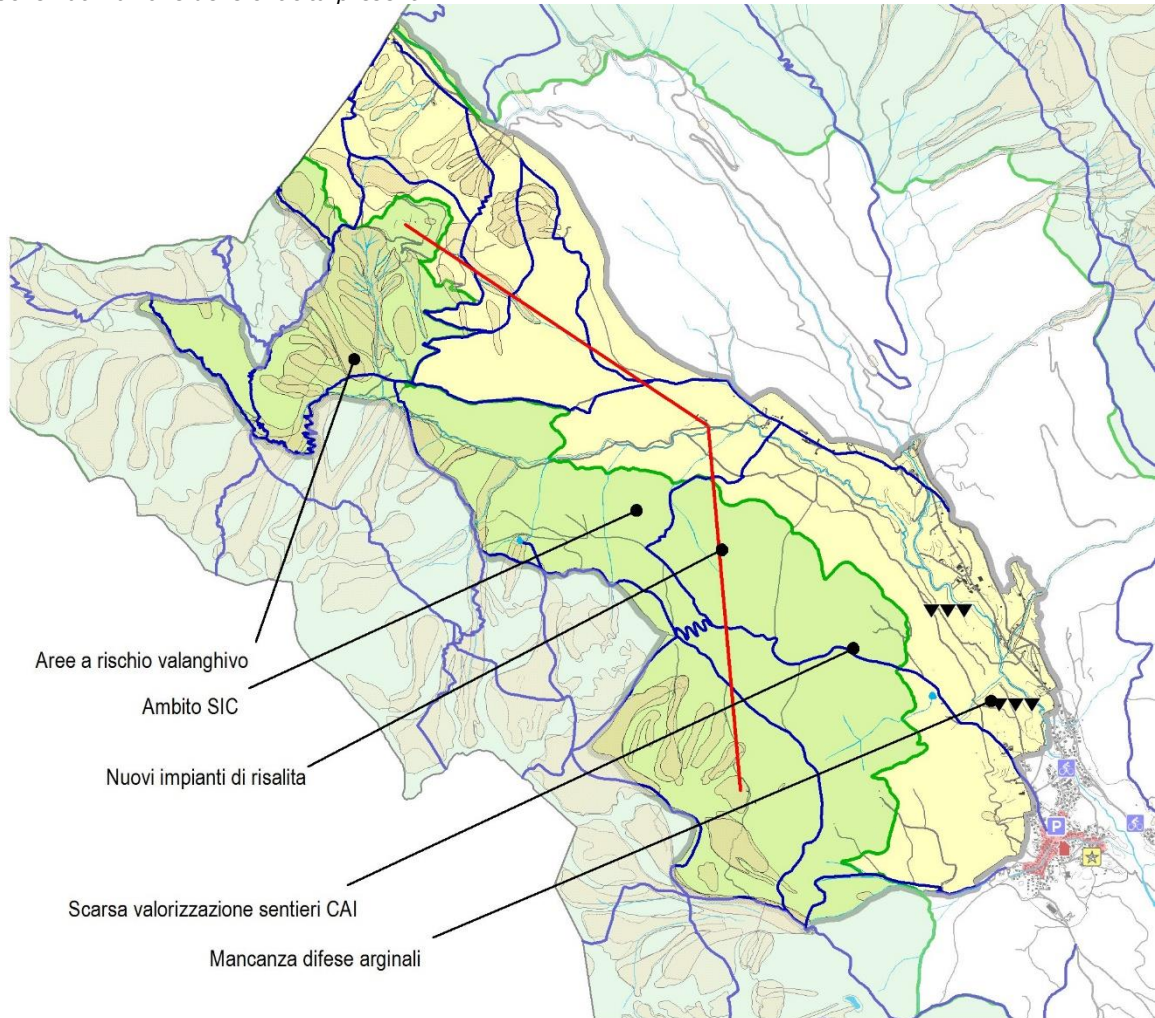 Aree a rischio valanghivo
Ambito SIC
Nuovi impianti di risalita
Scarsa valorizzazione sentieri CAI
Mancanza difese arginali
P